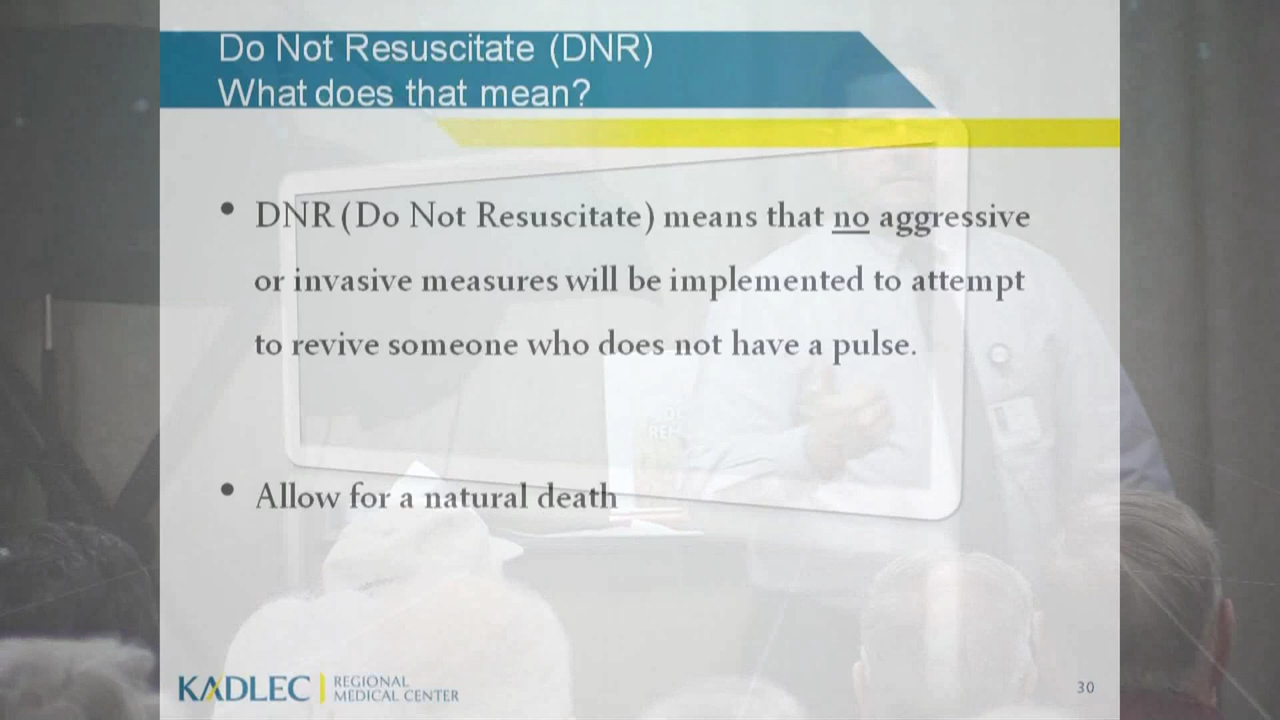 Do Not Resuscitate (DNR)
What does that mean?
• DNR (Do Not Resuscitate) means that no aggressive
or invasive measures will be implemented to attempt
to revive someone who does not have a pulse.
• Allow for a natural death
KADLEC
REGIONAL
MEDICAL CENTER
30